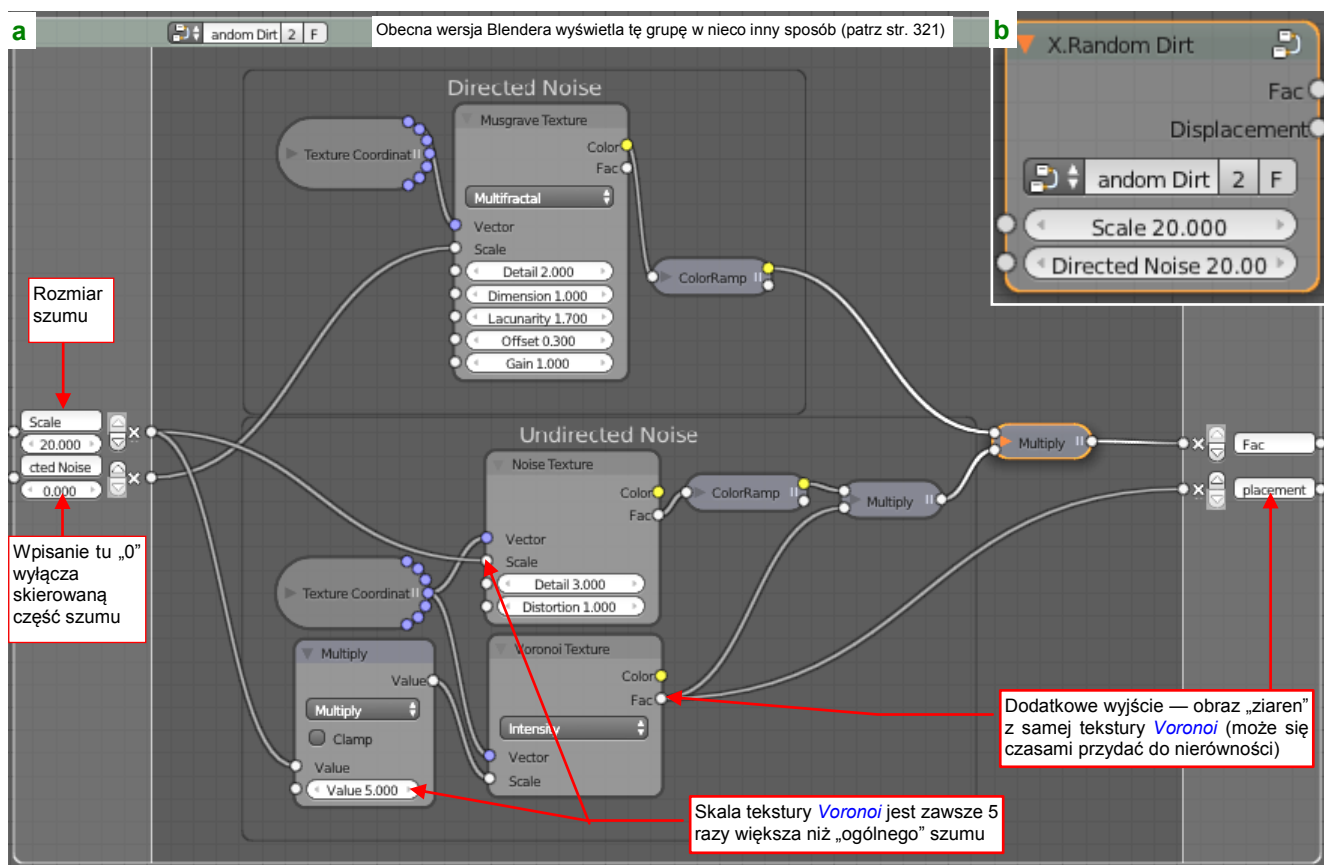 a
andom Dirt 2 F
Obecna wersja Blendera wyświetla tę grupę w nieco inny sposób (patrz str. 321)
b
X.Random Dirt
Fac
Displacement
andom Dirt 2 F
Scale 20.000
Directed Noise 20.00
Directed Noise
Musgrave Texture
Texture Coordinat
Color
Fac
Multifractal
Vector
Scale
Detail 2.000
Dimension 1.000
Lacunarity 1.700
Offset 0.300
Gain 1.000
ColorRamp
Rozmiar
szumu
Scale
20.000
cted Noise
0.000
Wpisanie tu „0”
wyłącza
skierowaną
część szumu
Undirected Noise
Noise Texture
Color
Fac
Vector
Scale
Detail 3.000
Distortion 1.000
ColorRamp
Multiply
Multiply
Fac
placement
Texture Coordinat
Multiply
Value
Multiply
Clamp
Value
Value 5.000
Voronoi Texture
Color
Fac
Intensity
Vector
Scale
Dodatkowe wyjście — obraz „ziaren”
z samej tekstury Voronoi (może się
czasami przydać do nierówności)
Skala tekstury Voronoi jest zawsze 5
razy większa niż „ogólnego” szumu